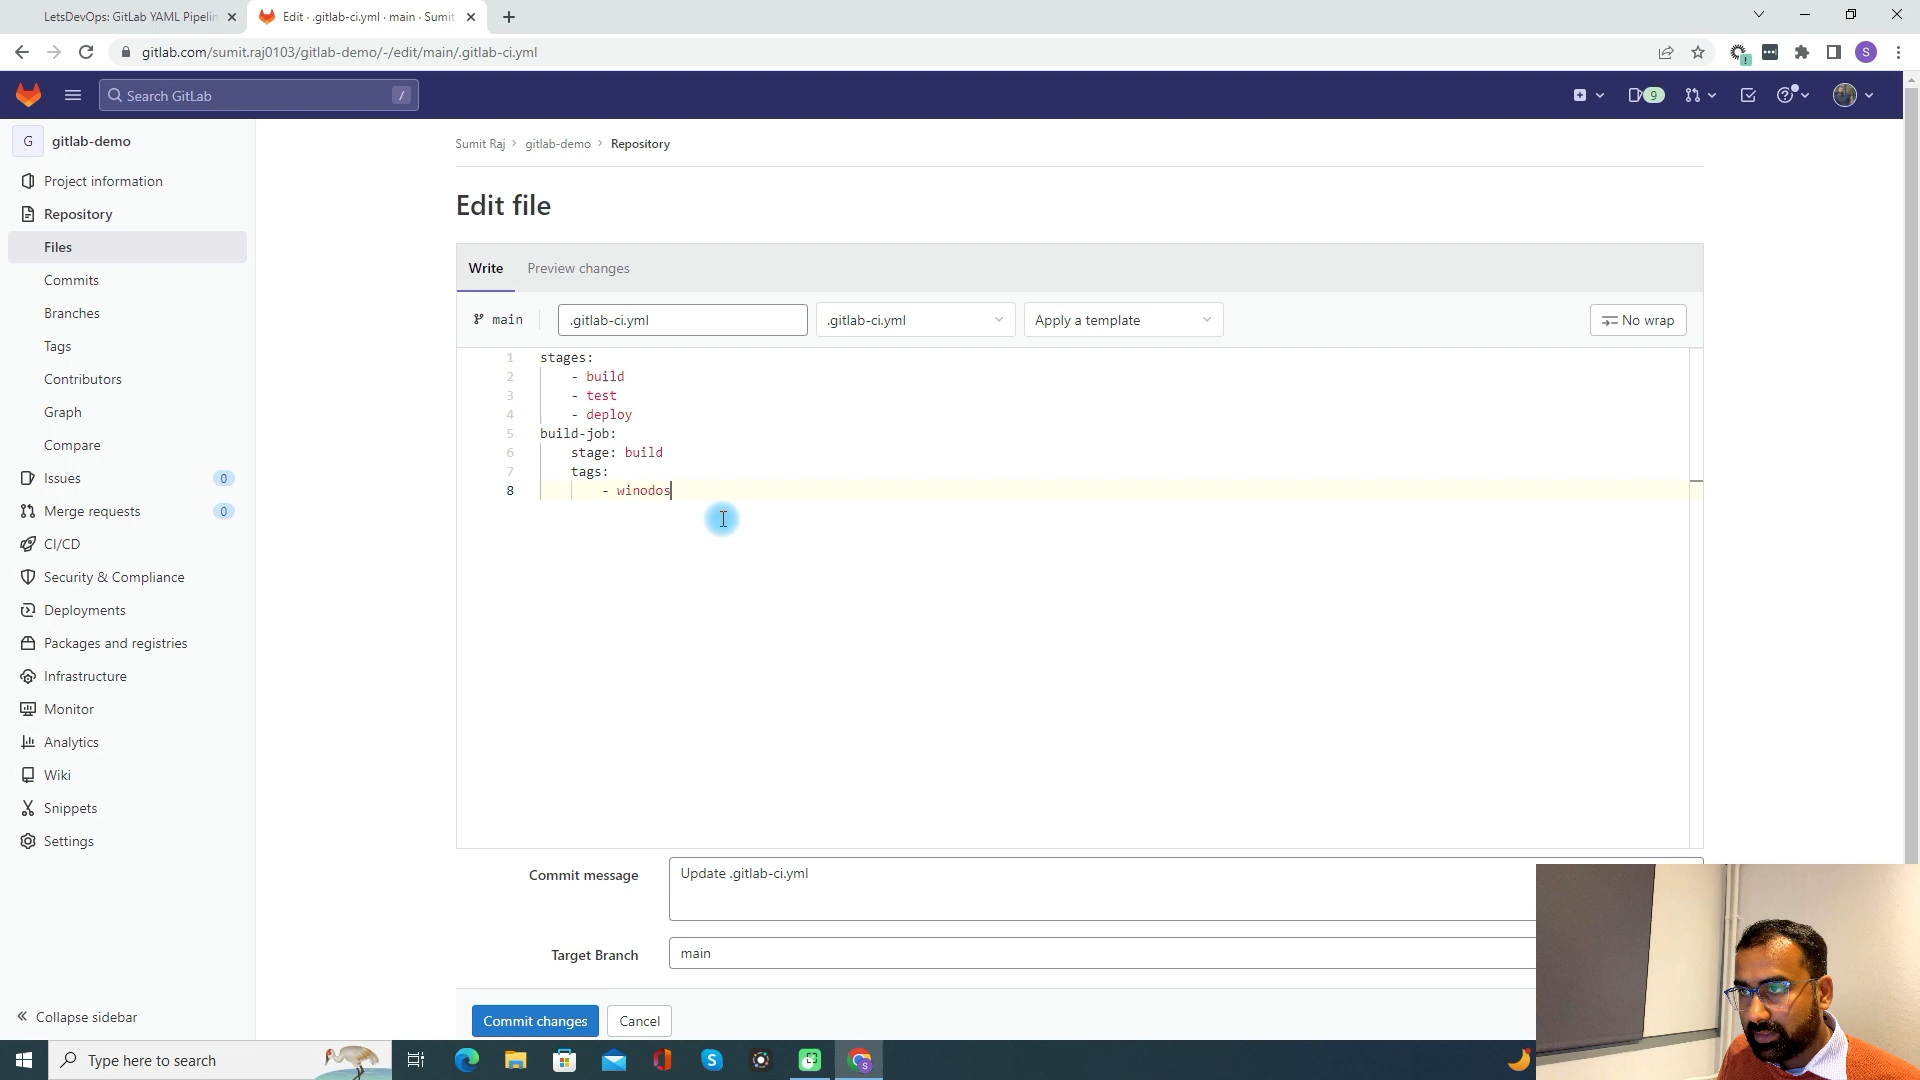 LetsDevOps: GitLab YAML Pipelin
Edit · .gitlab-ci.yml · main · Sumit
gitlab.com/sumit.raj0103/gitlab-demo/-/edit/main/.gitlab-ci.yml
S
Search GitLab
/
9
G
gitlab-demo
Project information
Repository
Files
Commits
Branches
Tags
Contributors
Graph
Compare
Issues
0
Merge requests
0
CI/CD
Security & Compliance
Deployments
Packages and registries
Infrastructure
Monitor
Analytics
Wiki
Snippets
Settings
Collapse sidebar
Sumit Raj > gitlab-demo > Repository
Edit file
Write Preview changes
main
.gitlab-ci.yml
.gitlab-ci.yml
Apply a template
No wrap
1 stages:
2 - build
3 - test
4 - deploy
5 build-job:
6 stage: build
7 tags:
8 - winodos
Commit message
Update .gitlab-ci.yml
Target Branch
main
Commit changes
Cancel
Type here to search